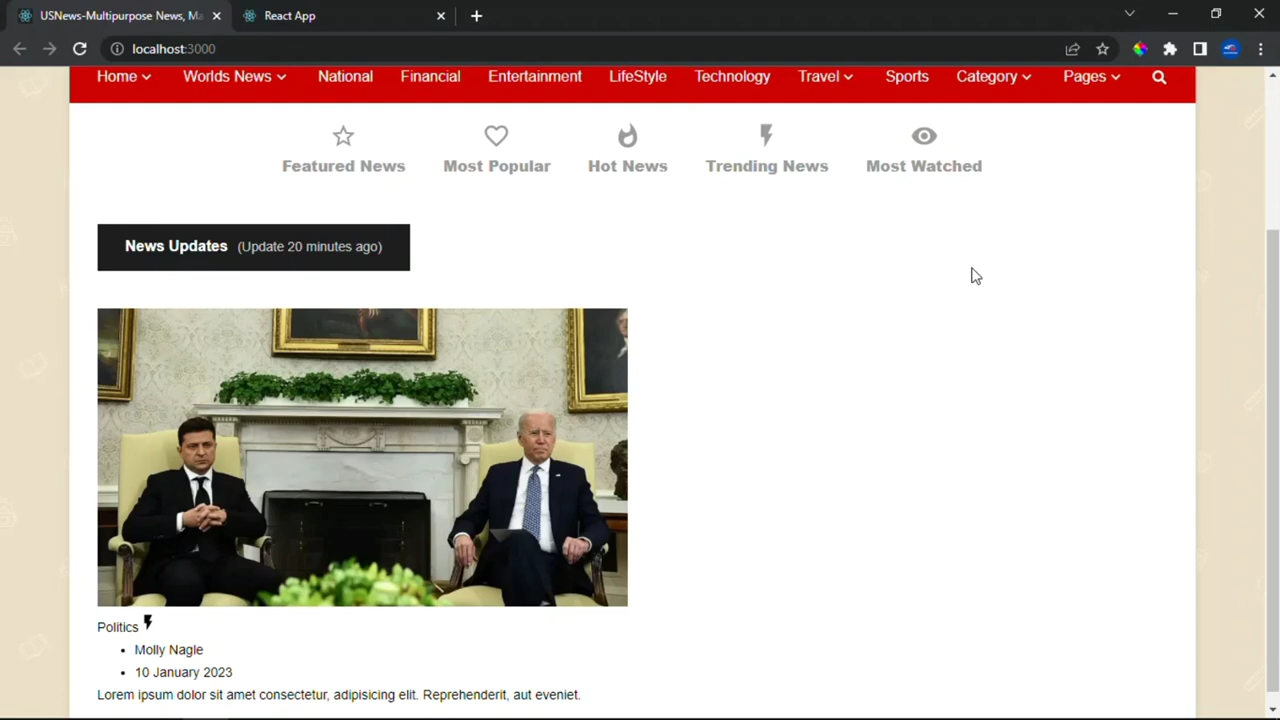 USNews-Multipurpose News, Ma
React App
localhost:3000
Home Worlds News National Financial Entertainment LifeStyle Technology Travel Sports Category Pages
Featured News Most Popular Hot News Trending News Most Watched
News Updates (Update 20 minutes ago)
Politics
• Molly Nagle
• 10 January 2023
Lorem ipsum dolor sit amet consectetur, adipisicing elit. Reprehenderit, aut eveniet.